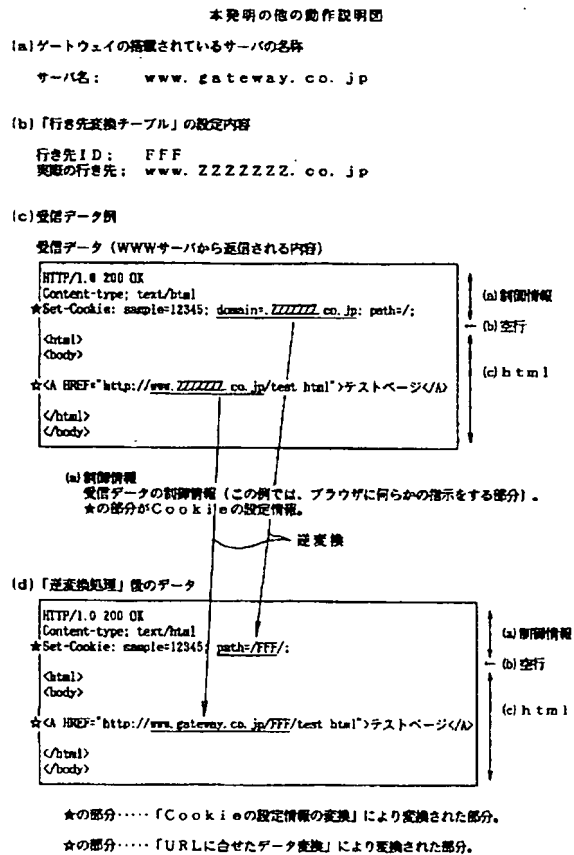 本発明の他の動作説明図
(a)ゲートウェイの搭載されているサーバの名称
サーバ名: www.gateway.co.jp
(b)「行き先変換テーブル」の設定内容
行き先ID: FFF
実際の行き先: www.ZZZZZZZ.co.jp
(c)受信データ例
受信データ(WWWサーバから返信される内容)
HTTP/1.0 200 OK
Content-type: text/html
★Set-Cookie: sample=12345; domain=.ZZZZZZZ.co.jp; path=/;
<html>
<body>
☆<A HREF="http://www.ZZZZZZZ.co.jp/test html">テストページ</A>
</html>
</body>
(a)制御情報
(b)空行
(c)html
(a)制御情報
受信データの制御情報(この例では、ブラウザに何らかの指示をする部分)。
★の部分がCookieの設定情報。
逆変換
(d)「逆変換処理」後のデータ
HTTP/1.0 200 OK
Content-type: text/html
★Set-Cookie: sample=12345; path=/FFF/;
<html>
<body>
☆<A HREF="http://www.gateway.co.jp/FFF/test html">テストページ</A>
</html>
</body>
(a)制御情報
(b)空行
(c)html
★の部分‥‥‥「Cookieの設定情報の変換」により変換された部分。
☆の部分‥‥‥「URLに合せたデータ変換」により変換された部分。